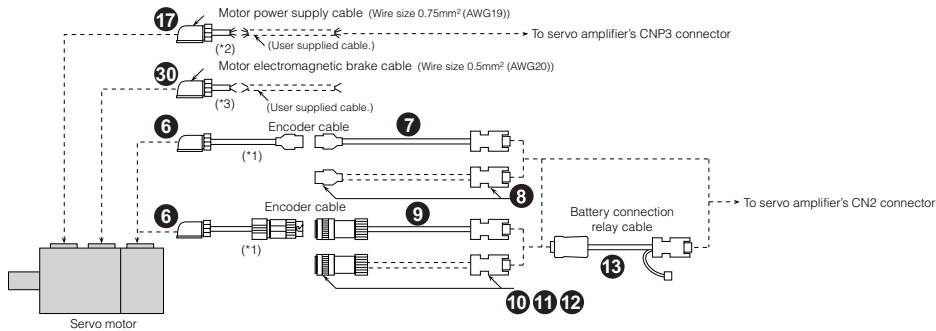 17 Motor power supply cable (Wire size 0.75mm² (AWG19))
(*2) (User supplied cable.) To servo amplifier's CNP3 connector
30 Motor electromagnetic brake cable (Wire size 0.5mm² (AWG20))
(*3) (User supplied cable.)
6 Encoder cable 7
(*1)
8
6 Encoder cable 9
(*1)
Battery connection
relay cable
13
To servo amplifier's CN2 connector
10 11 12
Servo motor